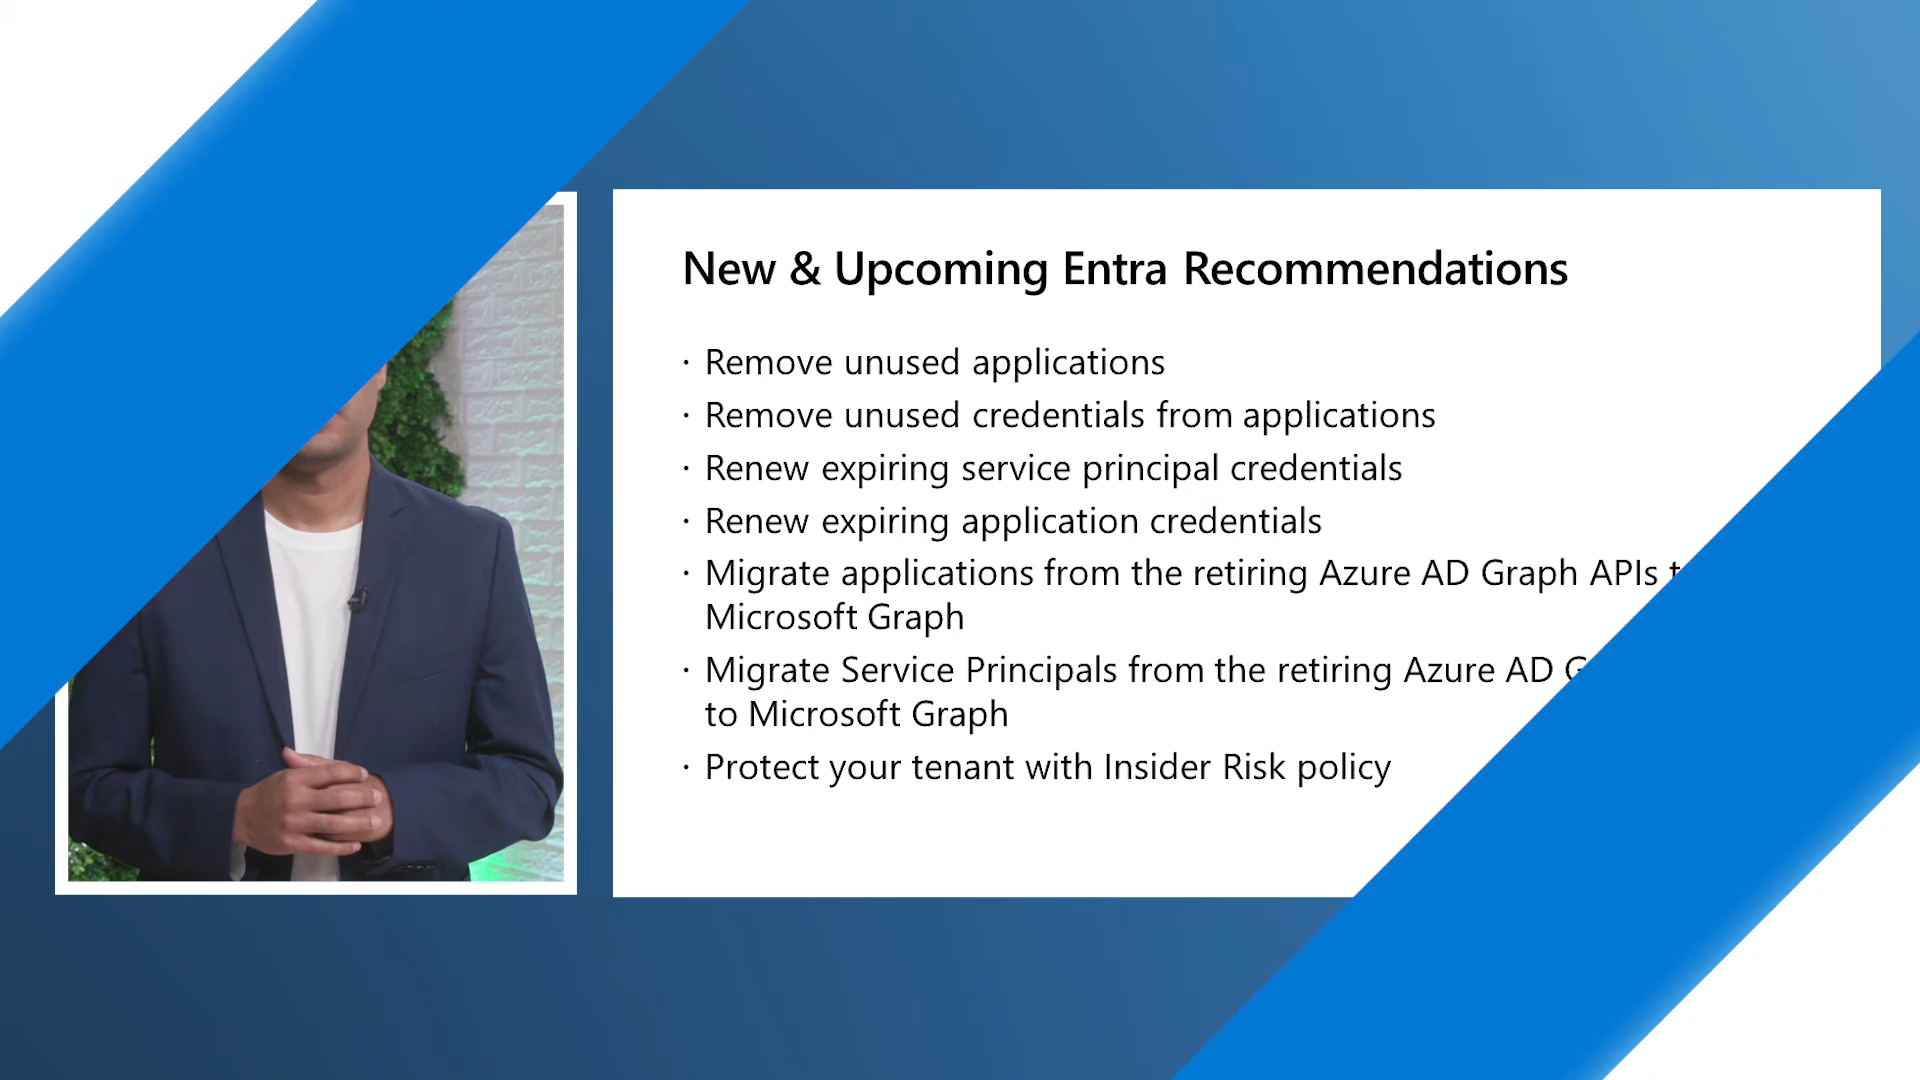 New & Upcoming Entra Recommendations
· Remove unused applications
· Remove unused credentials from applications
· Renew expiring service principal credentials
· Renew expiring application credentials
· Migrate applications from the retiring Azure AD Graph APIs
Microsoft Graph
· Migrate Service Principals from the retiring Azure AD
to Microsoft Graph
· Protect your tenant with Insider Risk policy